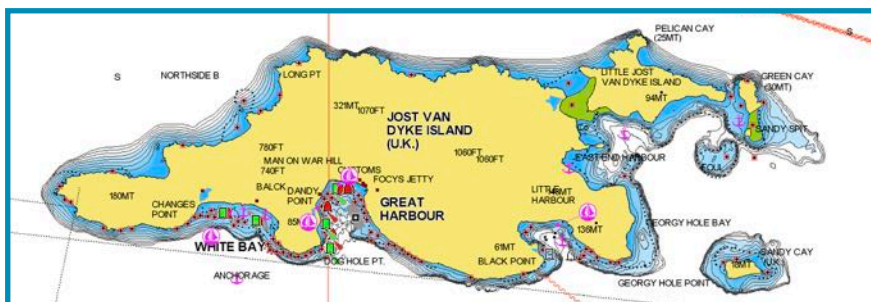 PELICAN CAY
(25MT)
S
S
NORTHSIDE B
LONG PT
LITTLE JOST
VAN DYKE ISLAND
94MT
GREEN CAY
(30MT)
321MT
1070FT
JOST VAN
DYKE ISLAND
(U.K.)
SANDY SPIT
780FT
MAN ON WAR HILL
740FT
1060FT
1060FT
EAST END HARBOUR
FOUL
CUSTOMS
FOCYS JETTY
180MT
BALCK
DANDY
POINT
CHANGES
POINT
GREAT
HARBOUR
LITTLE
HARBOUR
136MT
GEORGY HOLE BAY
WHITE BAY
61MT
BLACK POINT
DOG HOLE PT.
SANDY CAY
(U.K.)
18MT
ANCHORAGE
GEORGY HOLE POINT